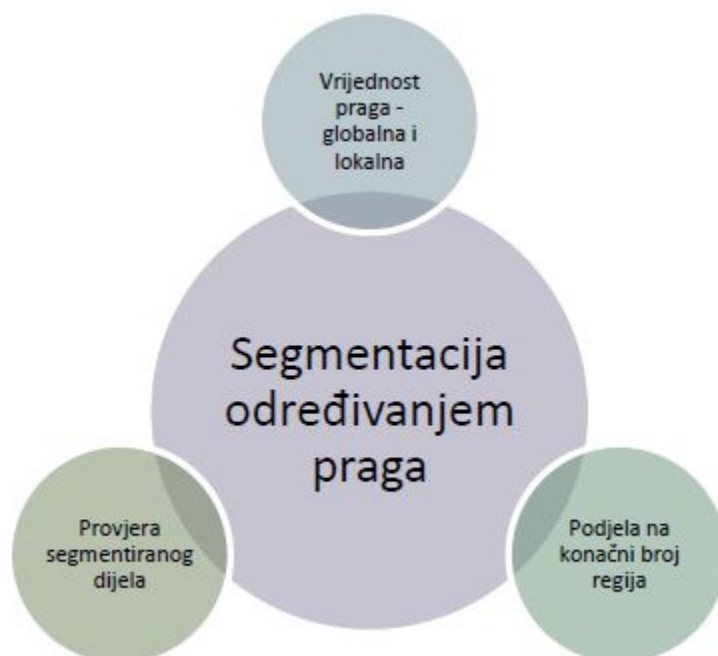 Vrijednost
praga -
globalna i
lokalna
Segmentacija
određivanjem
praga
Provjera
segmentiranog
dijela
Podjela na
konačni broj
regija